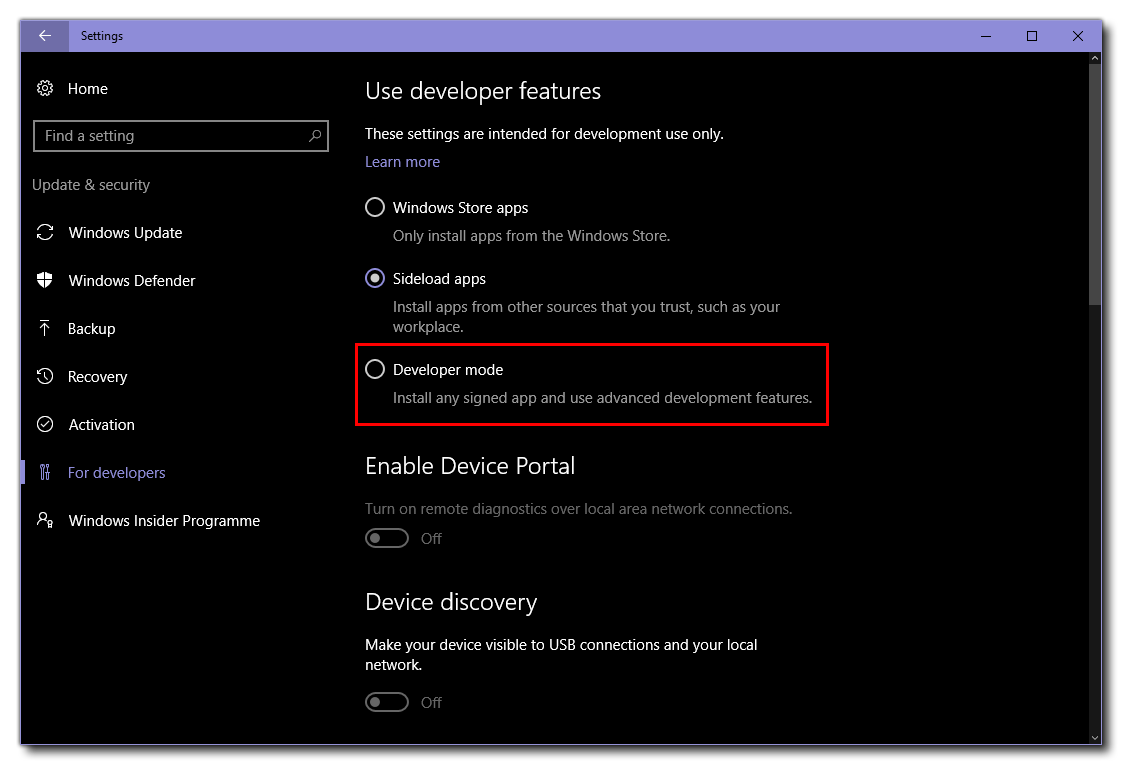 Settings
Home
Find a setting
Update & security
Windows Update
Windows Defender
Backup
Recovery
Activation
For developers
Windows Insider Programme
Use developer features
These settings are intended for development use only.
Learn more
Windows Store apps
Only install apps from the Windows Store.
Sideload apps
Install apps from other sources that you trust, such as your
workplace.
Developer mode
Install any signed app and use advanced development features.
Enable Device Portal
Turn on remote diagnostics over local area network connections.
Off
Device discovery
Make your device visible to USB connections and your local
network.
Off